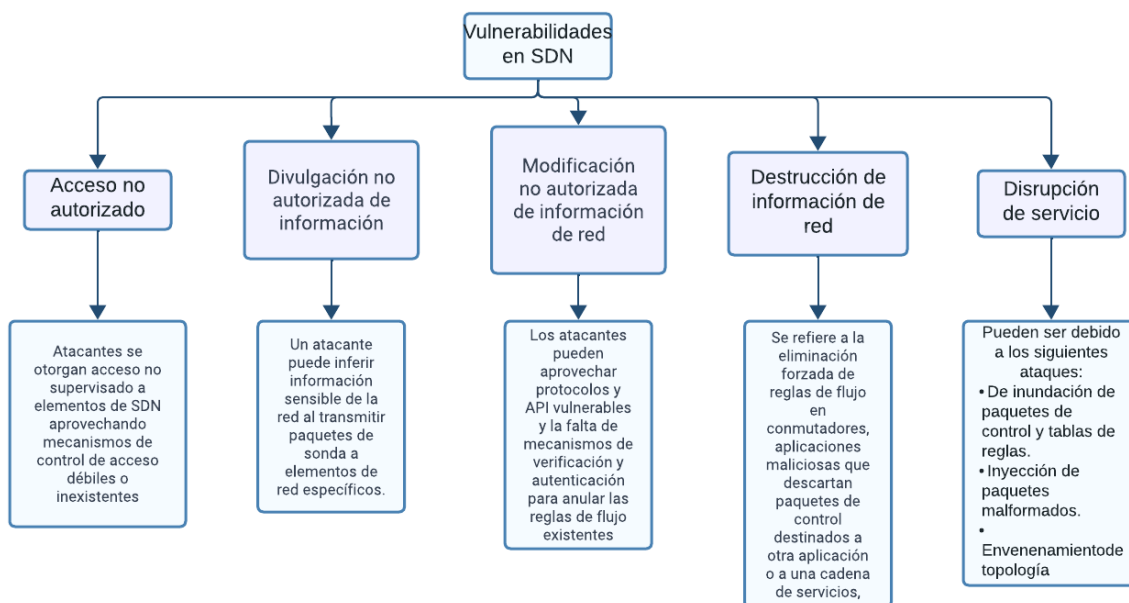 Vulnerabilidades
en SDN
Acceso no
autorizado
Divulgación no
autorizada de
información
Modificación
no autorizada
de información
de red
Destrucción de
información de
red
Disrupción
de servicio
Atacantes se
otorgan acceso no
supervisado a
elementos de SDN
aprovechando
mecanismos de
control de acceso
débiles o
inexistentes
Un atacante
puede inferir
información
sensible de la
red al transmitir
paquetes de
sonda a
elementos de
red específicos.
Los atacantes
pueden
aprovechar
protocolos y
API vulnerables
y la falta de
mecanismos de
verificación y
autenticación
para anular las
reglas de flujo
existentes
Se refiere a la
eliminación
forzada de
reglas de flujo
en
conmutadores,
aplicaciones
maliciosas que
descartan
paquetes de
control
destinados a
otra aplicación
o a una cadena
de servicios,
Pueden ser debido
a los siguientes
ataques:
• De inundación de
paquetes de
control y tablas de
reglas.
• Inyección de
paquetes
malformados.
•
Envenenamientode
topología